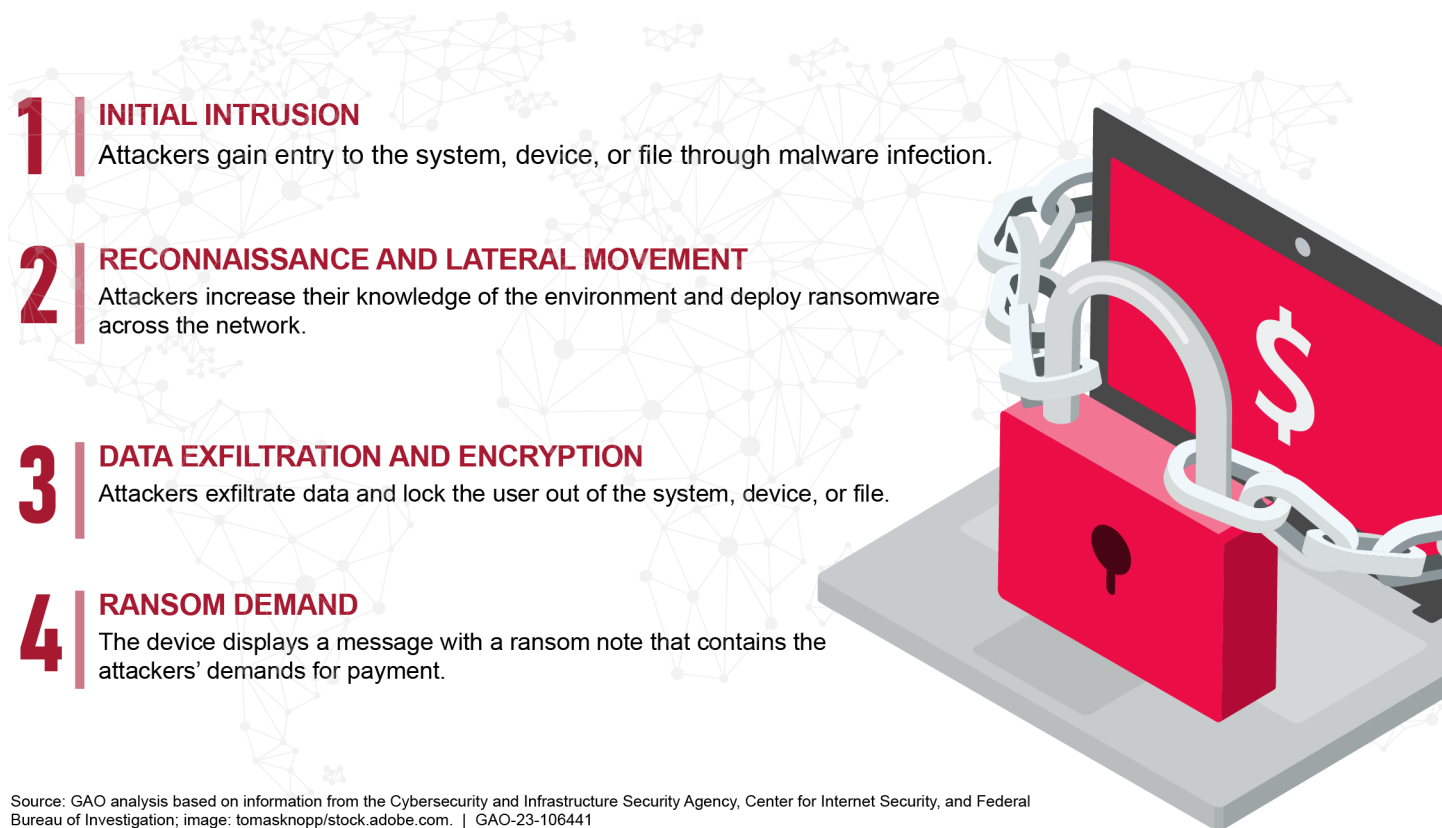 1
INITIAL INTRUSION
Attackers gain entry to the system, device, or file through malware infection.
2
RECONNAISSANCE AND LATERAL MOVEMENT
Attackers increase their knowledge of the environment and deploy ransomware
across the network.
3
DATA EXFILTRATION AND ENCRYPTION
Attackers exfiltrate data and lock the user out of the system, device, or file.
4
RANSOM DEMAND
The device displays a message with a ransom note that contains the
attackers’ demands for payment.
$
Source: GAO analysis based on information from the Cybersecurity and Infrastructure Security Agency, Center for Internet Security, and Federal
Bureau of Investigation; image: tomasknopp/stock.adobe.com. | GAO-23-106441